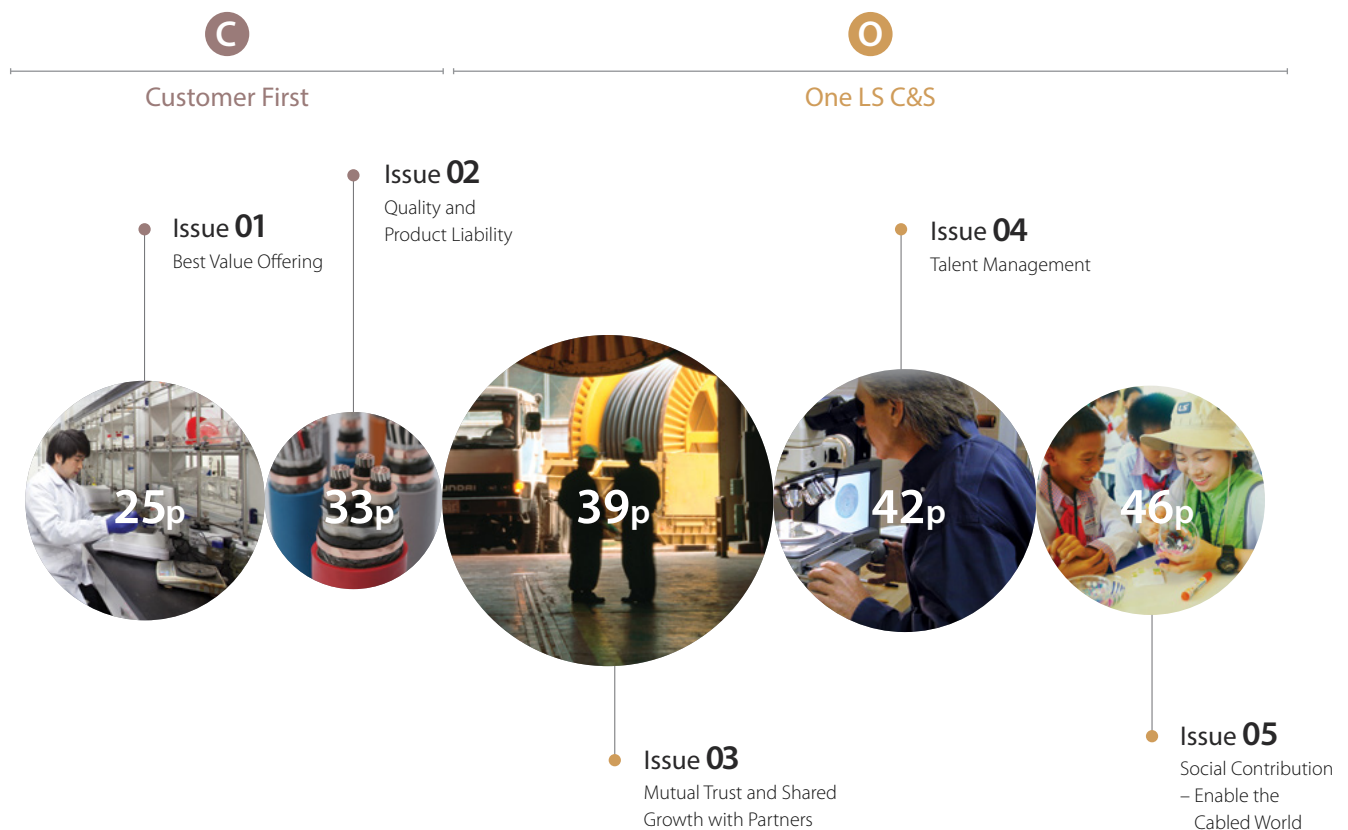 C
Customer First
O
One LS C&S
Issue 01
Best Value Offering
Issue 02
Quality and
Product Liability
Issue 04
Talent Management
25p
33p
39p
42p
46p
LS
Issue 03
Mutual Trust and Shared
Growth with Partners
Issue 05
Social Contribution
– Enable the
Cabled World